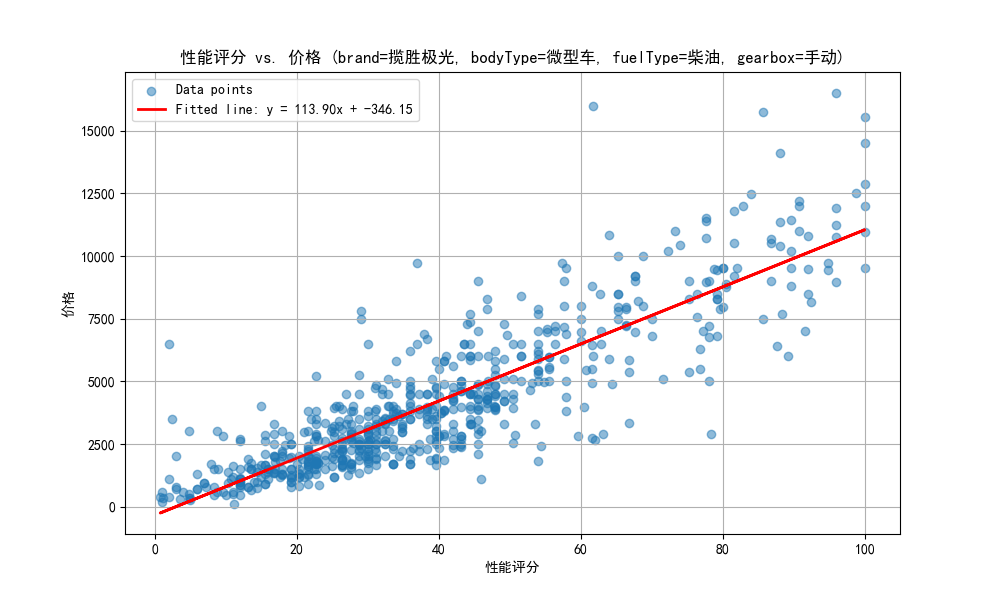 性能评分 vs. 价格 (brand=揽胜极光, bodyType=微型车, fuelType=柴油, gearbox=手动)
Data points
Fitted line: y = 113.90x + -346.15
15000
12500
10000
7500
5000
2500
0
价格
0 20 40 60 80 100
性能评分